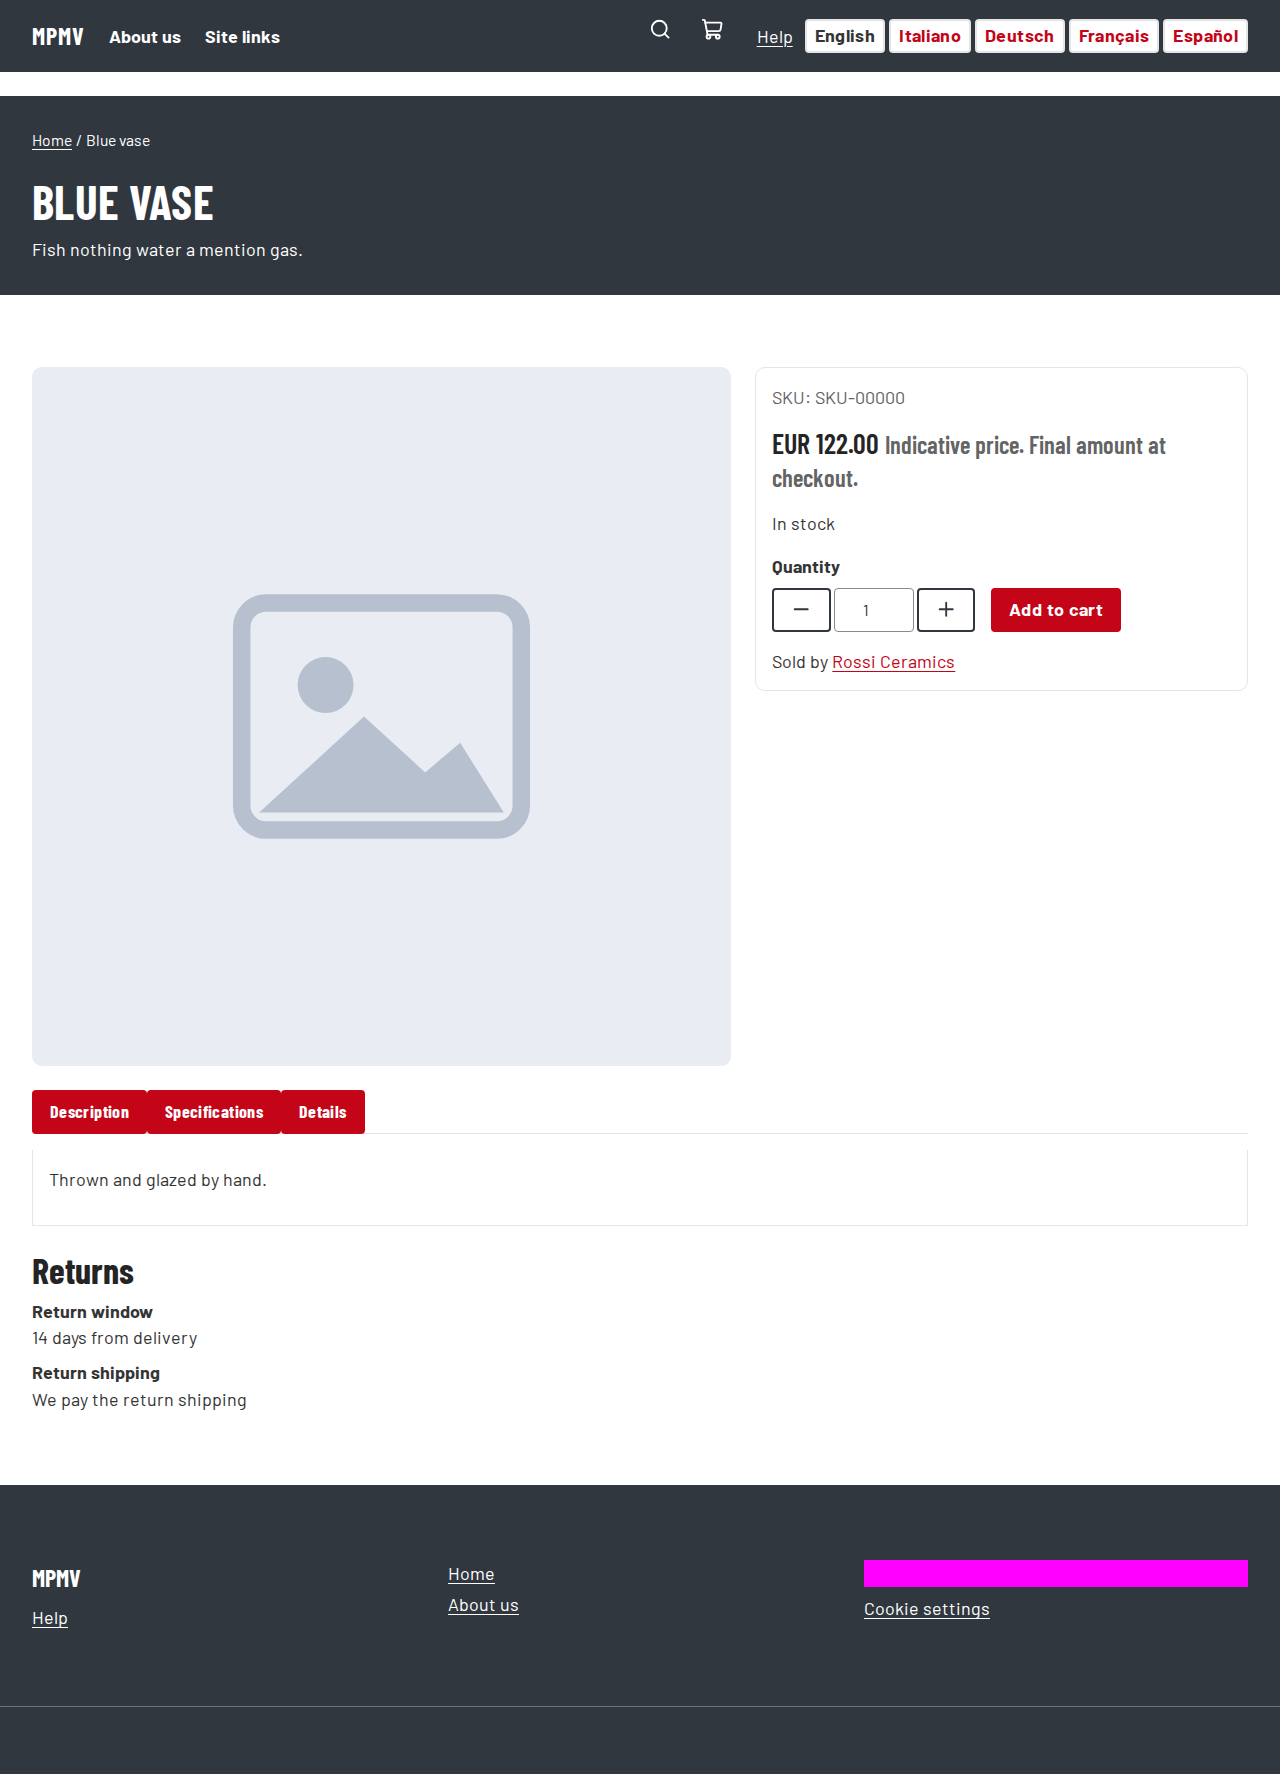 MPMV About us Site links Help English Italiano Deutsch Français Español
Home / Blue vase
BLUE VASE
Fish nothing water a mention gas.
SKU: SKU-00000
EUR 122.00 Indicative price. Final amount at
checkout.
In stock
Quantity
1 Add to cart
Sold by Rossi Ceramics
Description Specifications Details
Thrown and glazed by hand.
Returns
Return window
14 days from delivery
Return shipping
We pay the return shipping
MPMV
Help
Home
About us
Cookie settings